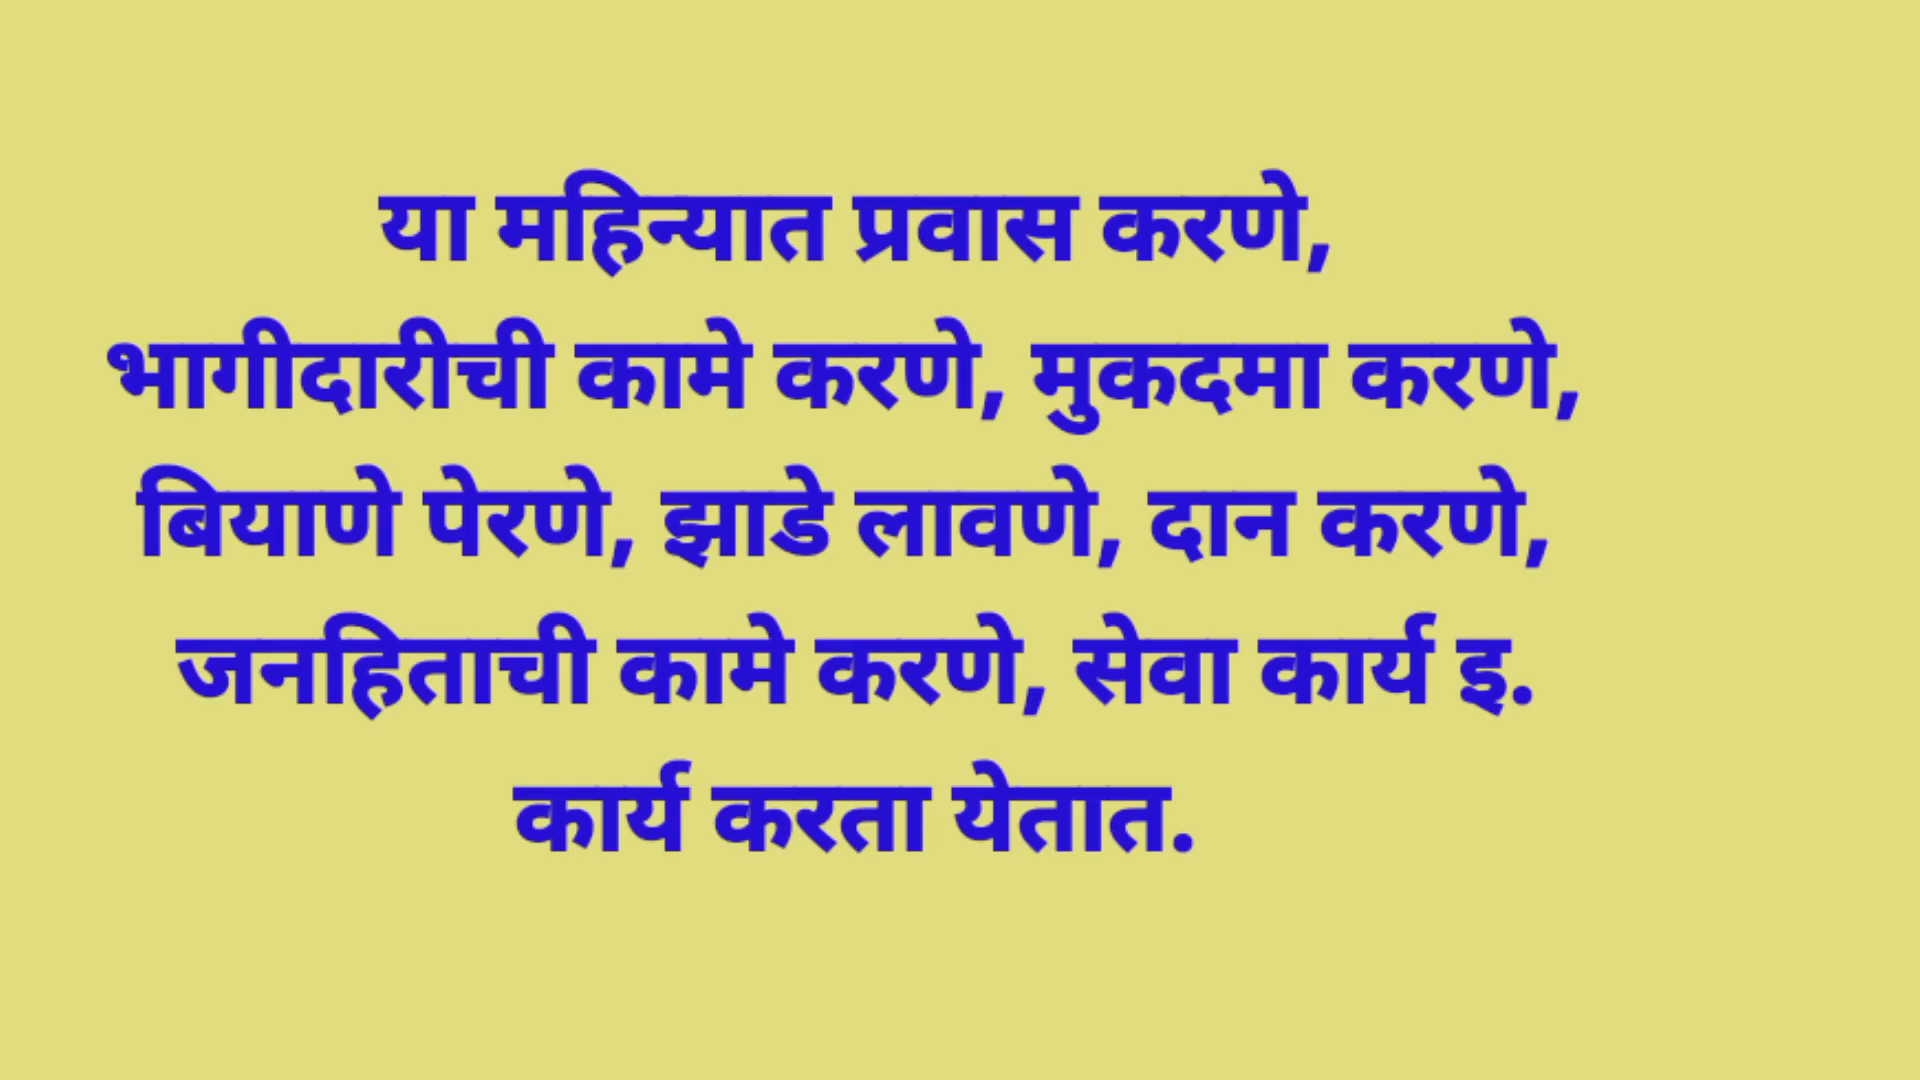 या महिन्यात प्रवास करणे,
भागीदारीची कामे करणे, मुकदमा करणे,
बियाणे पेरणे, झाडे लावणे, दान करणे,
जनहिताची कामे करणे, सेवा कार्य इ.
कार्य करता येतात.